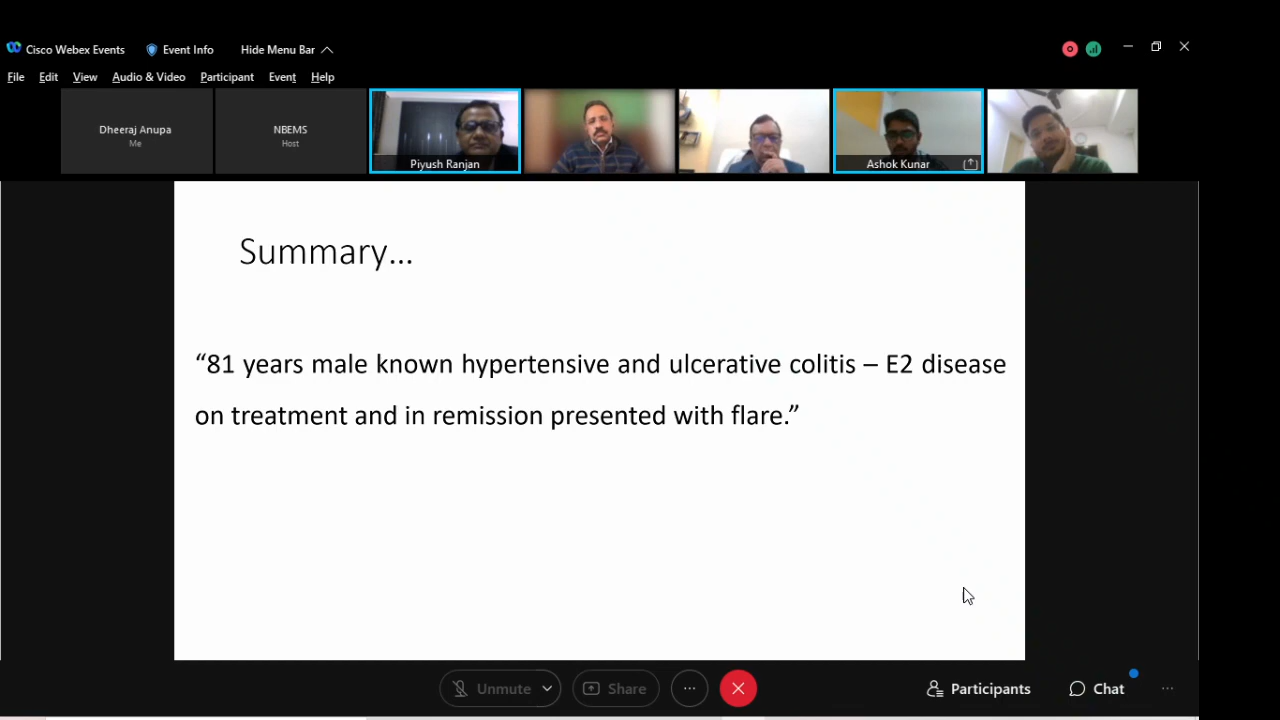 Cisco Webex Events Event Info Hide Menu Bar
File Edit View Audio & Video Participant Event Help
Dheeraj Anupa
Me
NBEMS
Host
Piyush Ranjan
Ashok Kunar
Summary...
“81 years male known hypertensive and ulcerative colitis – E2 disease
on treatment and in remission presented with flare.”
Unmute Share Participants Chat